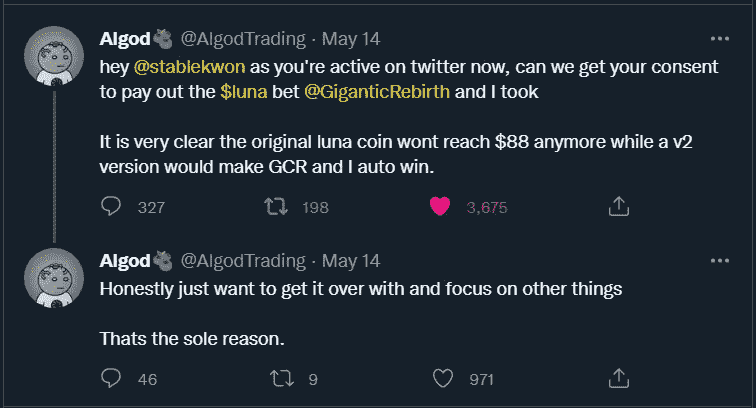 Algod @AlgodTrading · May 14
hey @stablekwon as you're active on twitter now, can we get your consent
to pay out the $luna bet @GiganticRebirth and I took
It is very clear the original luna coin wont reach $88 anymore while a v2
version would make GCR and I auto win.
327 198 3,675
Algod @AlgodTrading · May 14
Honestly just want to get it over with and focus on other things
Thats the sole reason.
46 9 971